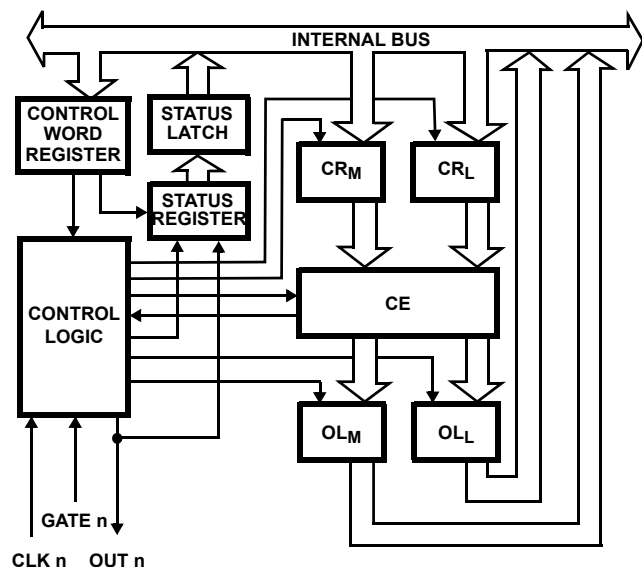 INTERNAL BUS
CONTROL
WORD
REGISTER
STATUS
LATCH
CRM
CRL
STATUS
REGISTER
CONTROL
LOGIC
CE
OLM
OLL
GATE n
CLK n
OUT n